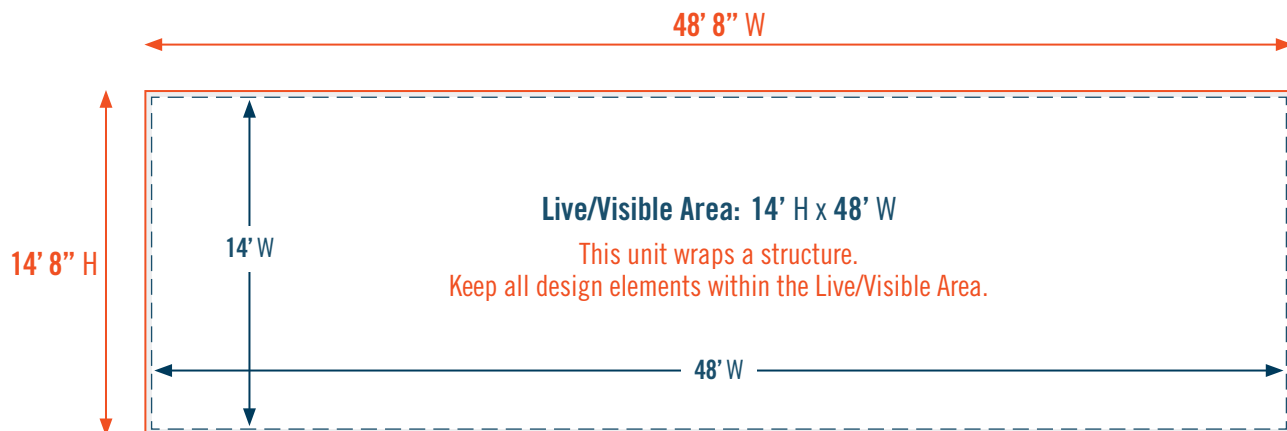 48’ 8” W
Live/Visible Area: 14’ H x 48’ W
14’ W
This unit wraps a structure.
14’ 8” H
Keep all design elements within the Live/Visible Area.
48’ W